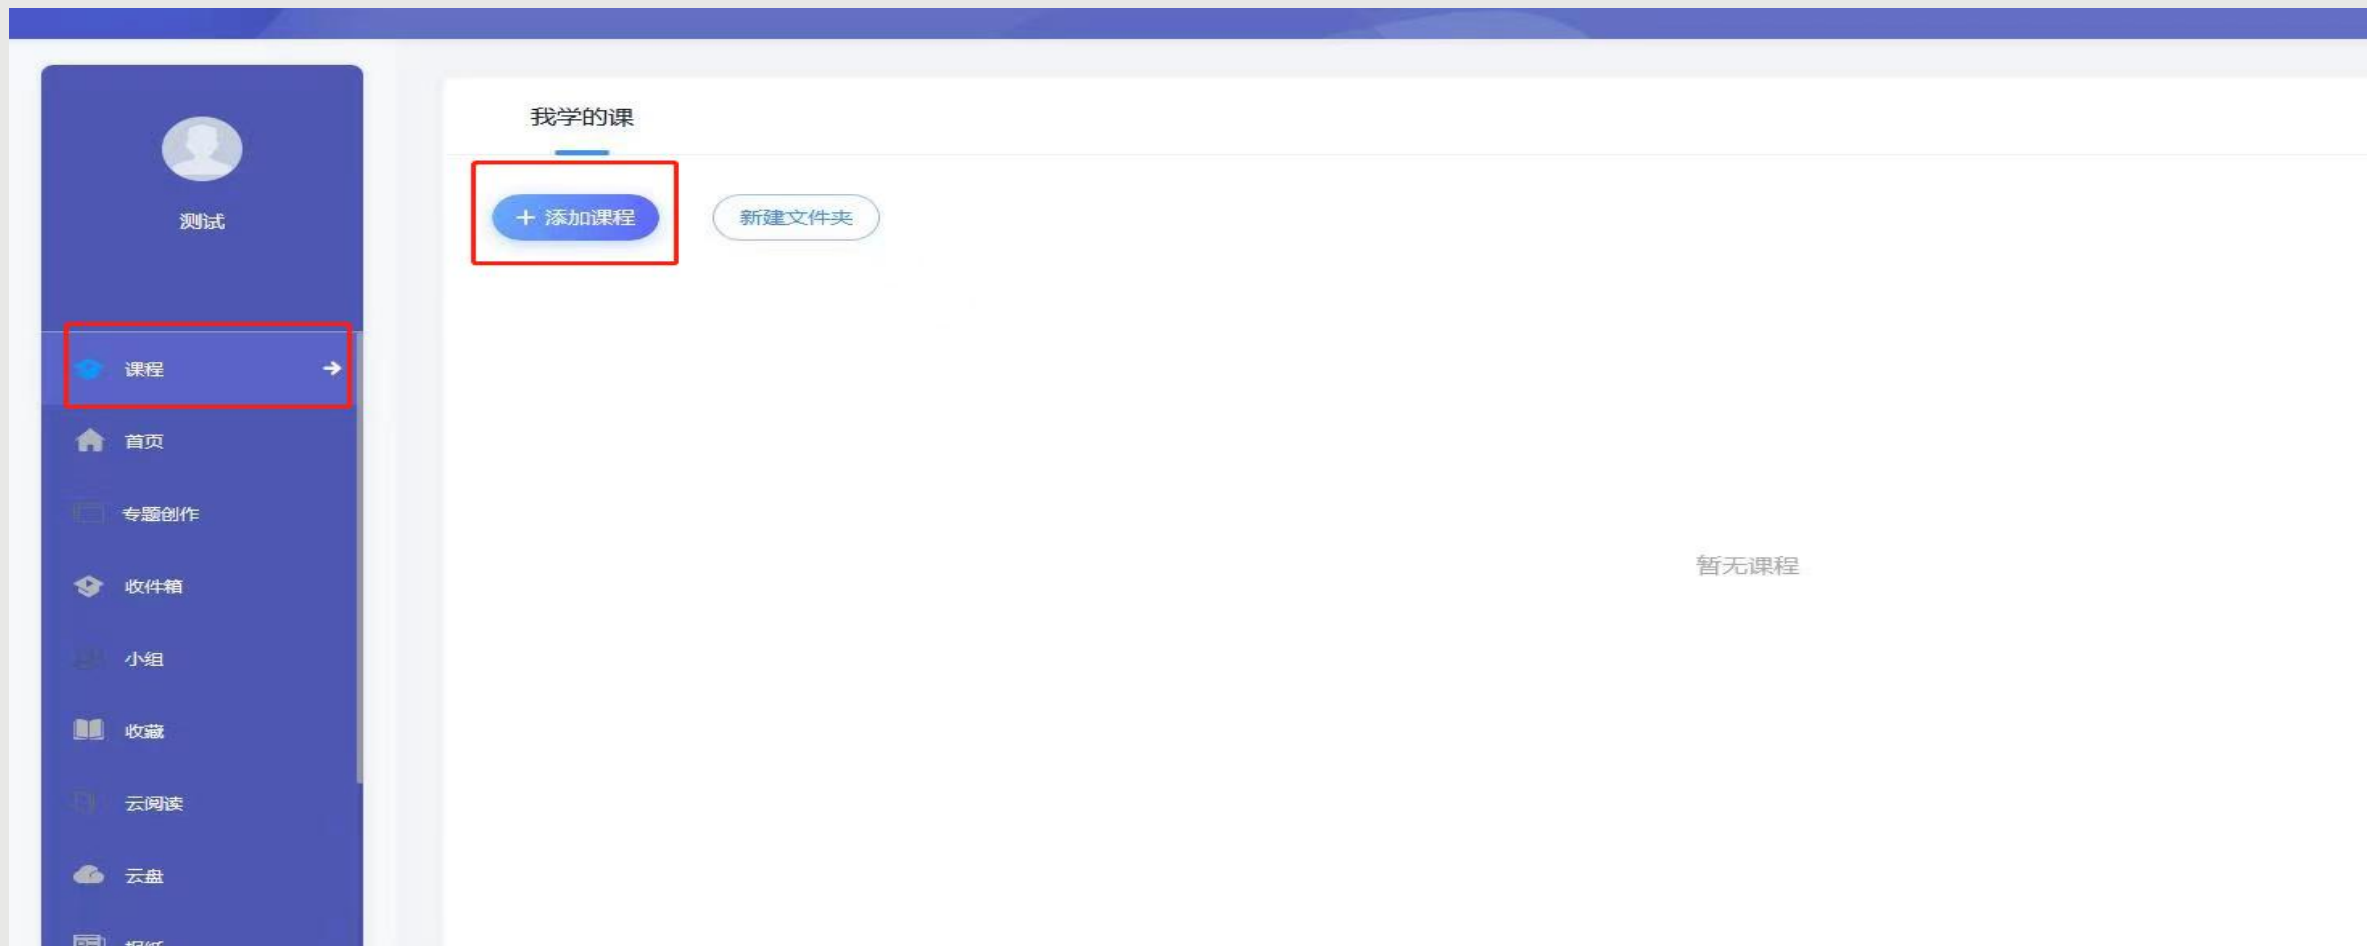 我学的课
+ 添加课程
新建文件夹
测试
课程
首页
专题创作
收件箱
小组
收藏
云阅读
云盘
暂无课程